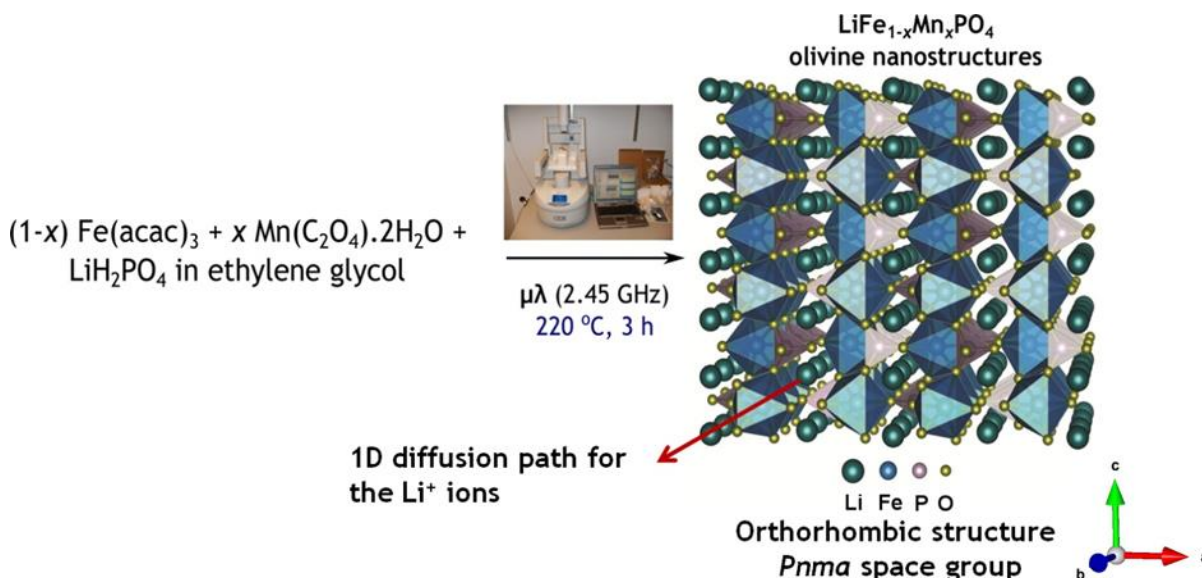 LiFe1-xMnxPO4
olivine nanostructures
(1-x) Fe(acac)3 + x Mn(C2O4).2H2O +
LiH2PO4 in ethylene glycol
μλ (2.45 GHz)
220 ºC, 3 h
1D diffusion path for
the Li+ ions
Li Fe P O
Orthorhombic structure
Pnma space group
c
b
a